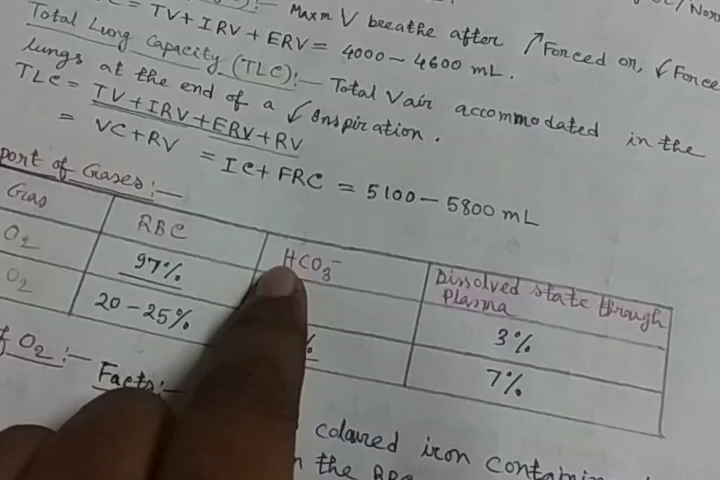 = TV+IRV+ERV = 4000 - 4600 mL.
Maxm V breathe after ↑Forced on, ↓Force
Total Lung Capacity (TLC):- Total V air accommodated in the
lungs at the end of a ↓ Inspiration.
TLC = TV+IRV+ERV+RV
= VC+RV = IC+FRC = 5100 - 5800 mL
port of Gases:-
Gas RBC HCO3- Dissolved state through Plasma
O2 97% 3%
O2 20-25% % 7%
of O2:-
Facts:-
coloured iron containin
n the RBC